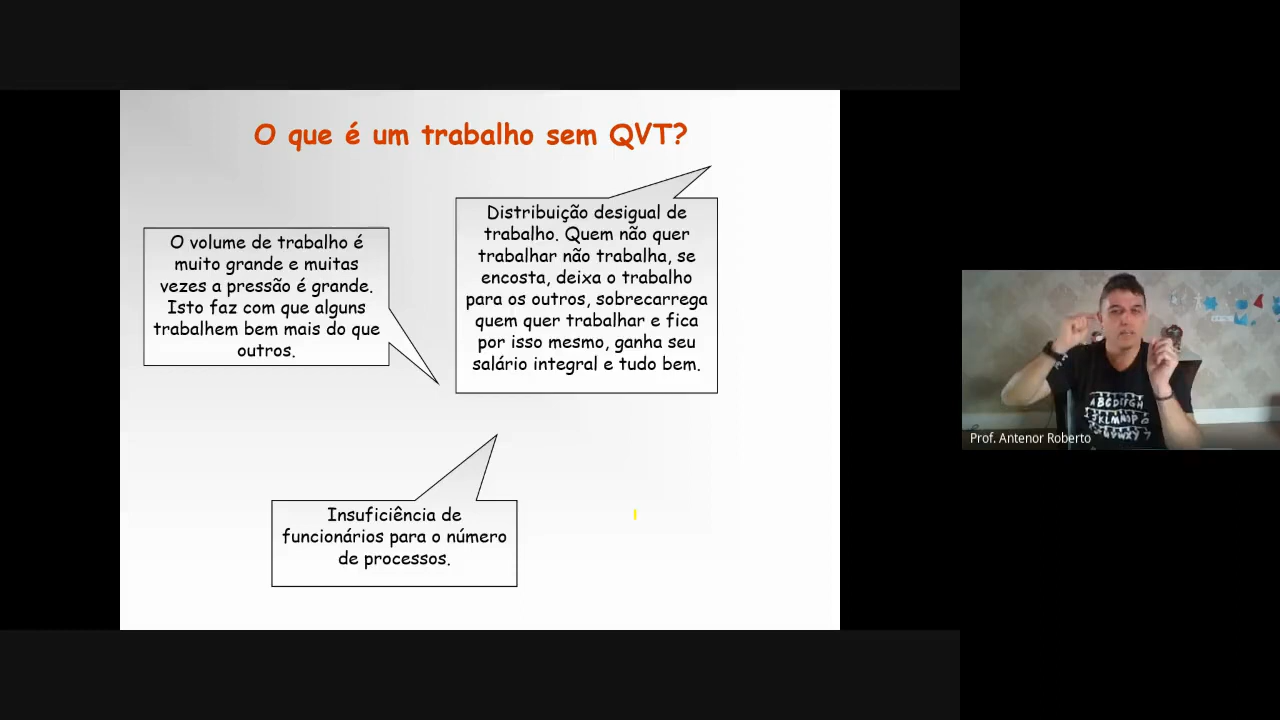 O que é um trabalho sem QVT?
O volume de trabalho é
muito grande e muitas
vezes a pressão é grande.
Isto faz com que alguns
trabalhem bem mais do que
outros.
Distribuição desigual de
trabalho. Quem não quer
trabalhar não trabalha, se
encosta, deixa o trabalho
para os outros, sobrecarrega
quem quer trabalhar e fica
por isso mesmo, ganha seu
salário integral e tudo bem.
Insuficiência de
funcionários para o número
de processos.
ABCDEFGH
Prof. Antenor Roberto